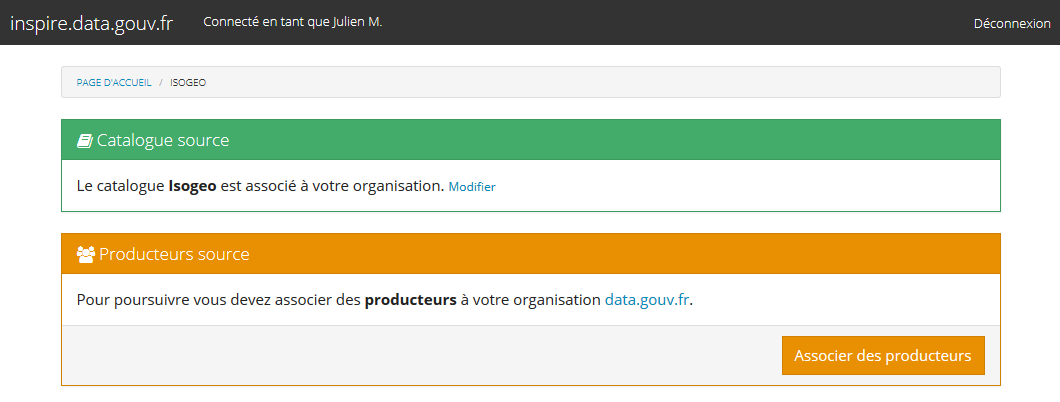 inspire.data.gouv.fr Connecté en tant que Julien M. Déconnexion
PAGE D'ACCUEIL / ISOGEO
Catalogue source
Le catalogue Isogeo est associé à votre organisation. Modifier
Producteurs source
Pour poursuivre vous devez associer des producteurs à votre organisation data.gouv.fr.
Associer des producteurs